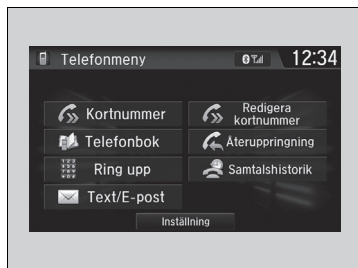 Telefonmeny
12:34
Kortnummer
Redigera
kortnummer
Telefonbok
Återuppringning
Ring upp
Samtalshistorik
Text/E-post
Inställning